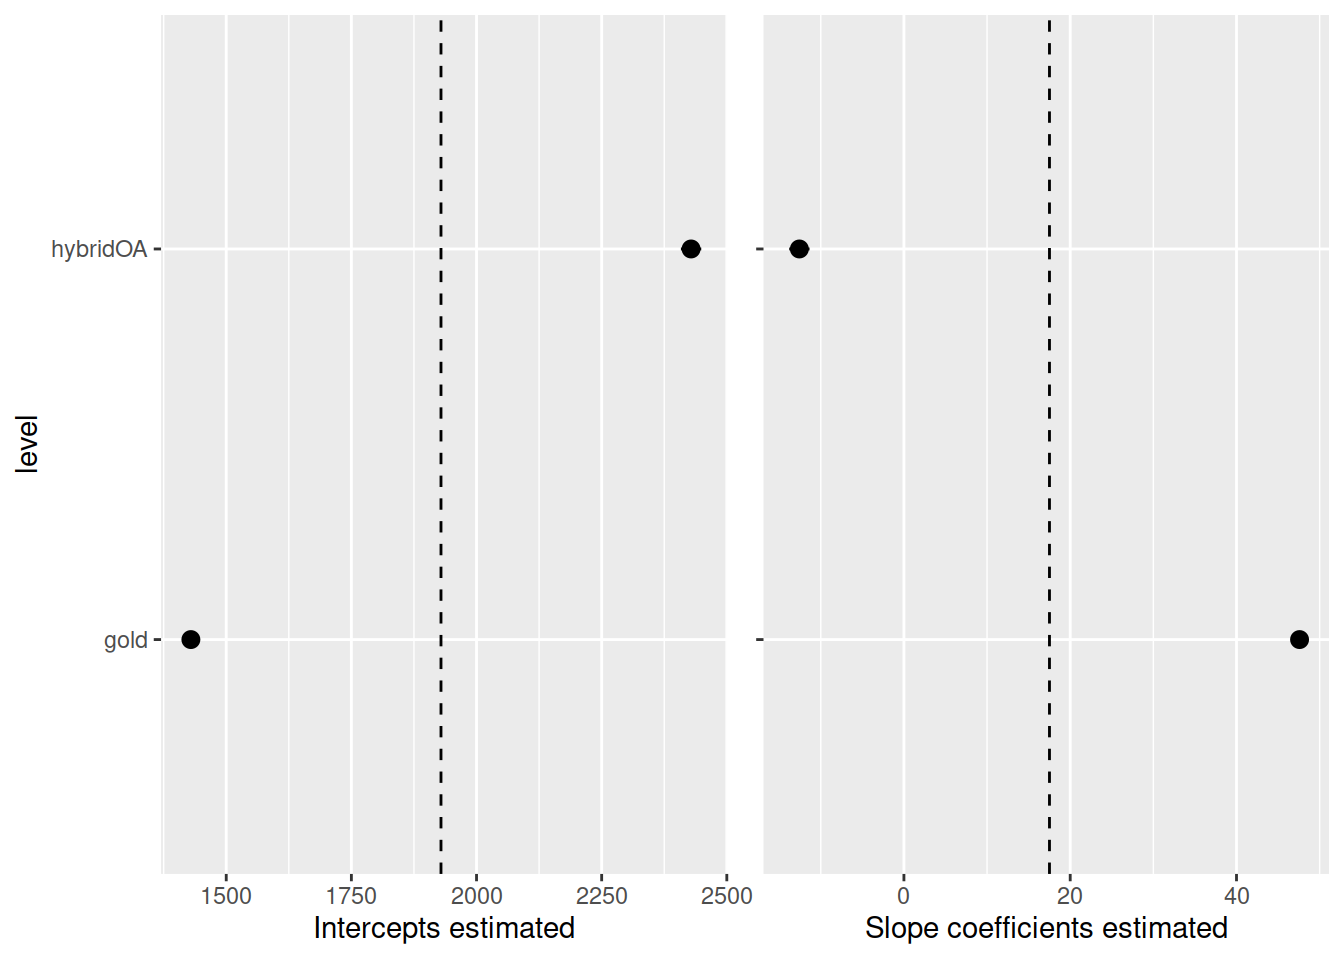 level
hybridOA
gold
1500 1750 2000 2250 2500
Intercepts estimated
0 20 40
Slope coefficients estimated